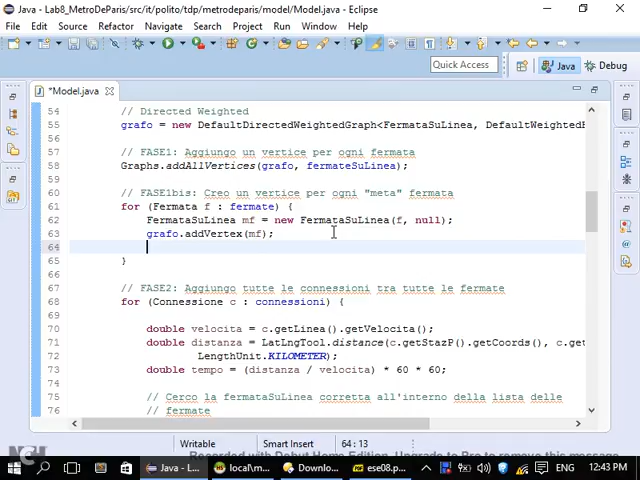 Java - Lab8_MetroDeParis/src/it/polito/tdp/metrodeparis/model/Model.java - Eclipse
File Edit Source Refactor Navigate Search Project Run Window Help
Quick Access
Java
Debug
*Model.java
54 // Directed Weighted
55 grafo = new DefaultDirectedWeightedGraph<FermataSuLinea, DefaultWeightedE
56
57 // FASE1: Aggiungo un vertice per ogni fermata
58 Graphs.addAllVertices(grafo, fermateSuLinea);
59
60 // FASE1bis: Creo un vertice per ogni "meta" fermata
61 for (Fermata f : fermate) {
62 FermataSuLinea mf = new FermataSuLinea(f, null);
63 grafo.addVertex(mf);
64
65 }
66
67 // FASE2: Aggiungo tutte le connessioni tra tutte le fermate
68 for (Connessione c : connessioni) {
69
70 double velocita = c.getLinea().getVelocita();
71 double distanza = LatLngTool.distance(c.getStazP().getCoords(), c.get
72 LengthUnit.KILOMETER);
73 double tempo = (distanza / velocita) * 60 * 60;
74
75 // Cerco la fermataSuLinea corretta all'interno della lista delle
76 // fermate
Writable
Smart Insert
64 : 13
NCH
Recorded with Debut Home Edition. Upgrade to Pro to remove this message
Java - L...
local\m...
Downlo...
ese08.p...
ENG
12:43 PM